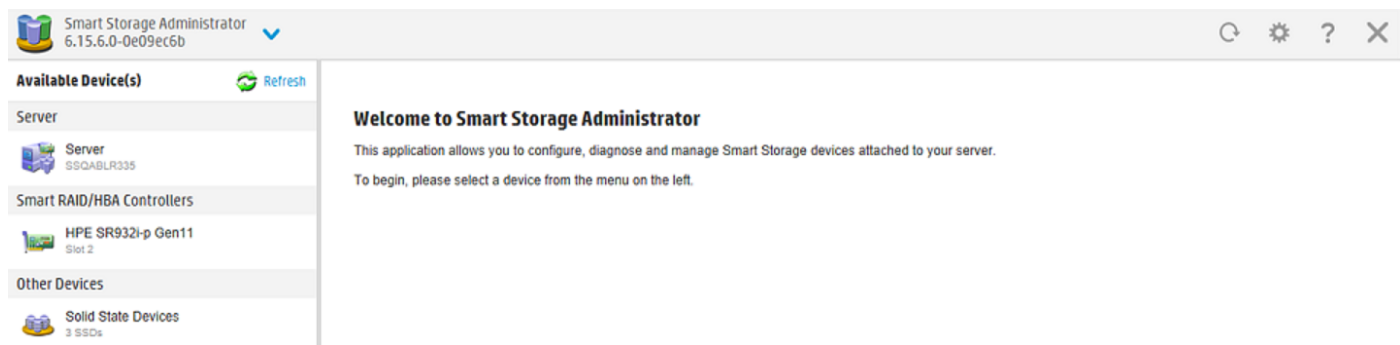 Smart Storage Administrator
6.15.6.0-0e09ec6b
?
Available Device(s)
Refresh
Server
Server
SSQABLR335
Smart RAID/HBA Controllers
HPE SR932i-p Gen11
Slot 2
Other Devices
Solid State Devices
3 SSDs
Welcome to Smart Storage Administrator
This application allows you to configure, diagnose and manage Smart Storage devices attached to your server.
To begin, please select a device from the menu on the left.